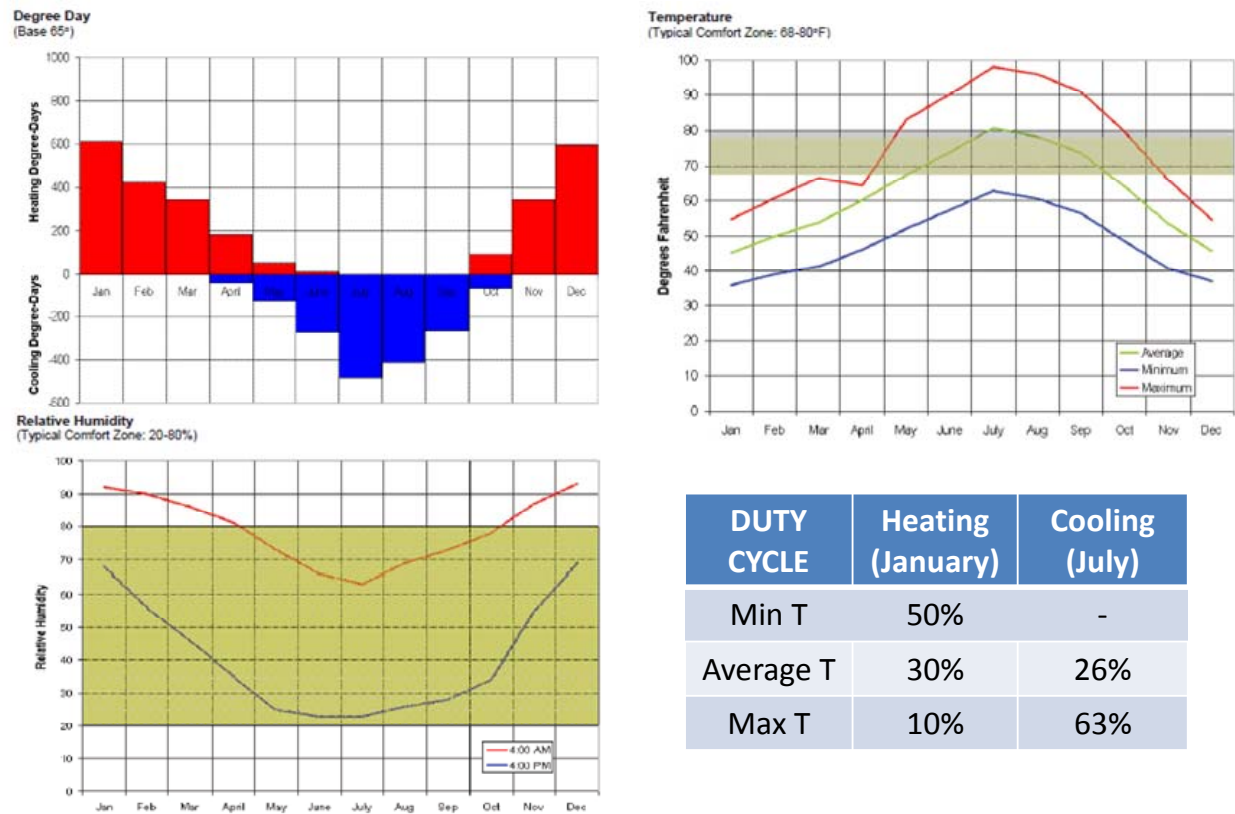 Degree Day
(Base 65°)
1000
800
600
400
200
0
-200
-400
-600
Heating Degree-Days
Cooling Degree-Days
Jan Feb Mar April May June July Aug Sep Oct Nov Dec
Temperature
(Typical Comfort Zone: 68-80°F)
100
90
80
70
60
50
40
30
20
10
0
Degrees Fahrenheit
Average
Minimum
Maximum
Jan Feb Mar April May June July Aug Sep Oct Nov Dec
Relative Humidity
(Typical Comfort Zone: 20-80%)
100
90
80
70
60
50
40
30
20
10
0
Relative Humidity
4:00 AM
4:00 PM
Jan Feb Mar April May June July Aug Sep Oct Nov Dec
DUTY CYCLE Heating (January) Cooling (July)
Min T 50% -
Average T 30% 26%
Max T 10% 63%